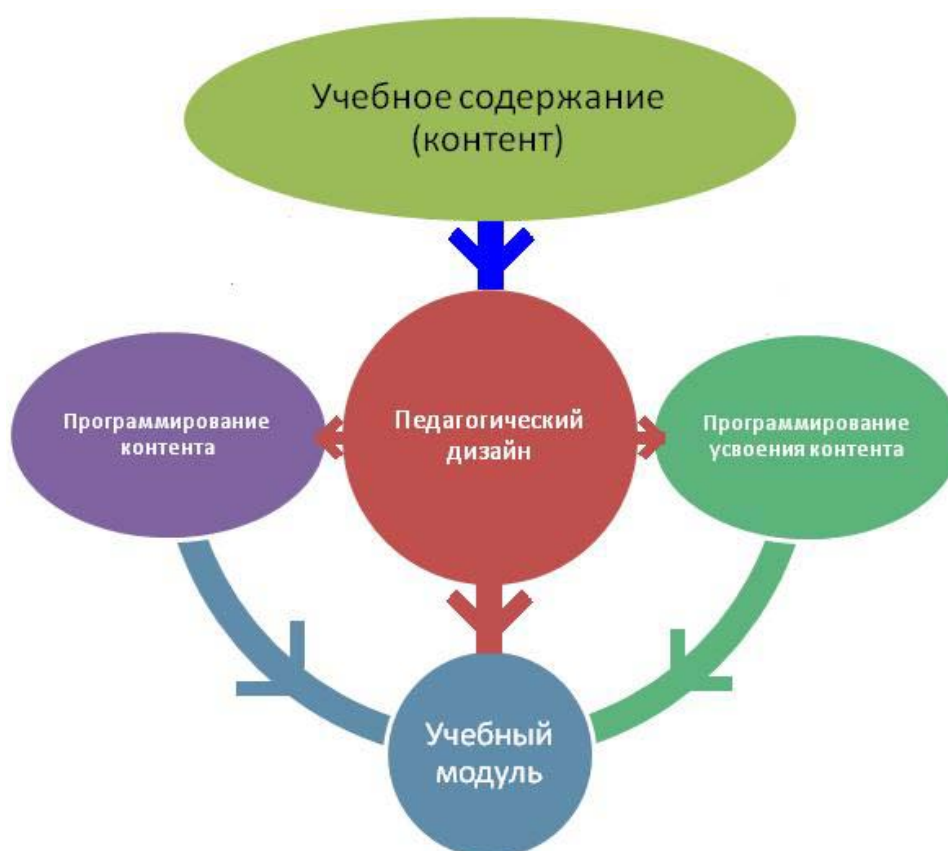 Учебное содержание
(контент)
Программирование
контента
Педагогический
дизайн
Программирование
усвоения контента
Учебный
модуль